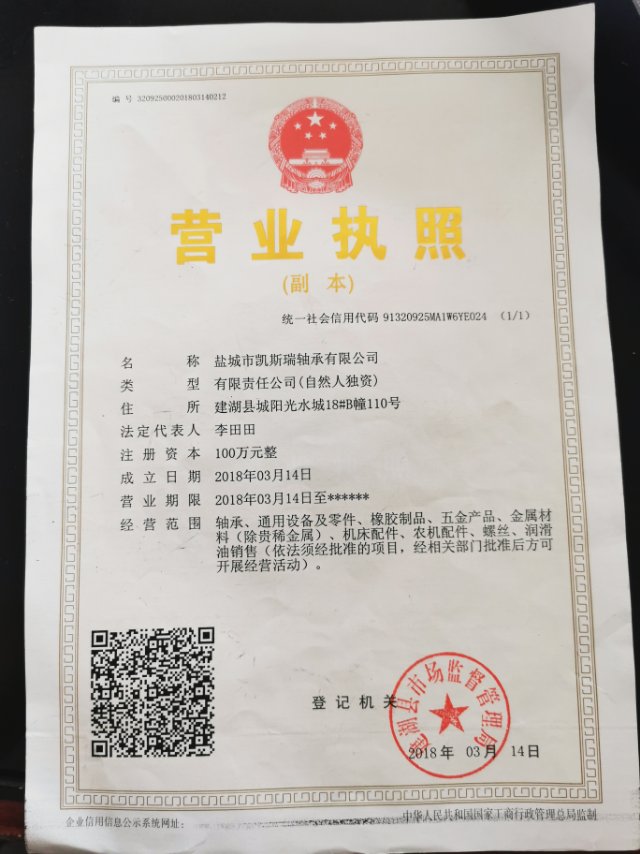 编 号 320925000201803140212
营业执照
(副 本)
统一社会信用代码 91320925MA1W6YE024 (1/1)
名 称 盐城市凯斯瑞轴承有限公司
类 型 有限责任公司(自然人独资)
住 所 建湖县城阳光水城18#B幢110号
法定代表人 李田田
注册资本 100万元整
成立日期 2018年03月14日
营业期限 2018年03月14日至******
经营范围 轴承、通用设备及零件、橡胶制品、五金产品、金属材
料（除贵稀金属）、机床配件、农机配件、螺丝、润滑
油销售（依法须经批准的项目，经相关部门批准后方可
开展经营活动）。
登记机关
建湖县市场监督管理局
2018年 03月 14日
企业信用信息公示系统网址：
中华人民共和国国家工商行政管理总局监制